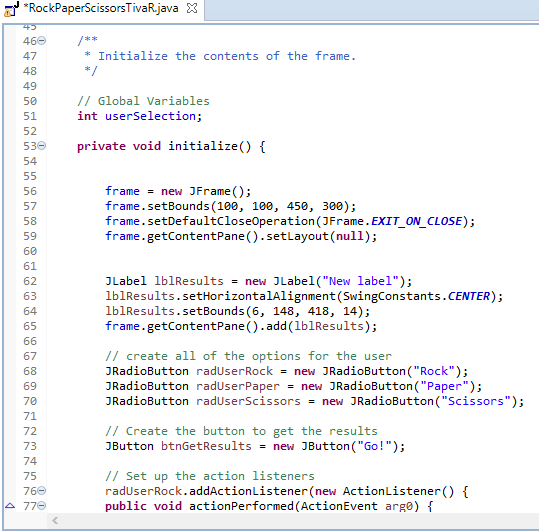 *RockPaperScissorsTivaR.java
45
46 /**
47 * Initialize the contents of the frame.
48 */
49
50 // Global Variables
51 int userSelection;
52
53 private void initialize() {
54
55
56 frame = new JFrame();
57 frame.setBounds(100, 100, 450, 300);
58 frame.setDefaultCloseOperation(JFrame.EXIT_ON_CLOSE);
59 frame.getContentPane().setLayout(null);
60
61
62 JLabel lblResults = new JLabel("New label");
63 lblResults.setHorizontalAlignment(SwingConstants.CENTER);
64 lblResults.setBounds(6, 148, 418, 14);
65 frame.getContentPane().add(lblResults);
66
67 // create all of the options for the user
68 JRadioButton radUserRock = new JRadioButton("Rock");
69 JRadioButton radUserPaper = new JRadioButton("Paper");
70 JRadioButton radUserScissors = new JRadioButton("Scissors");
71
72 // Create the button to get the results
73 JButton btnGetResults = new JButton("Go!");
74
75 // Set up the action listeners
76 radUserRock.addActionListener(new ActionListener() {
77 public void actionPerformed(ActionEvent arg0) {